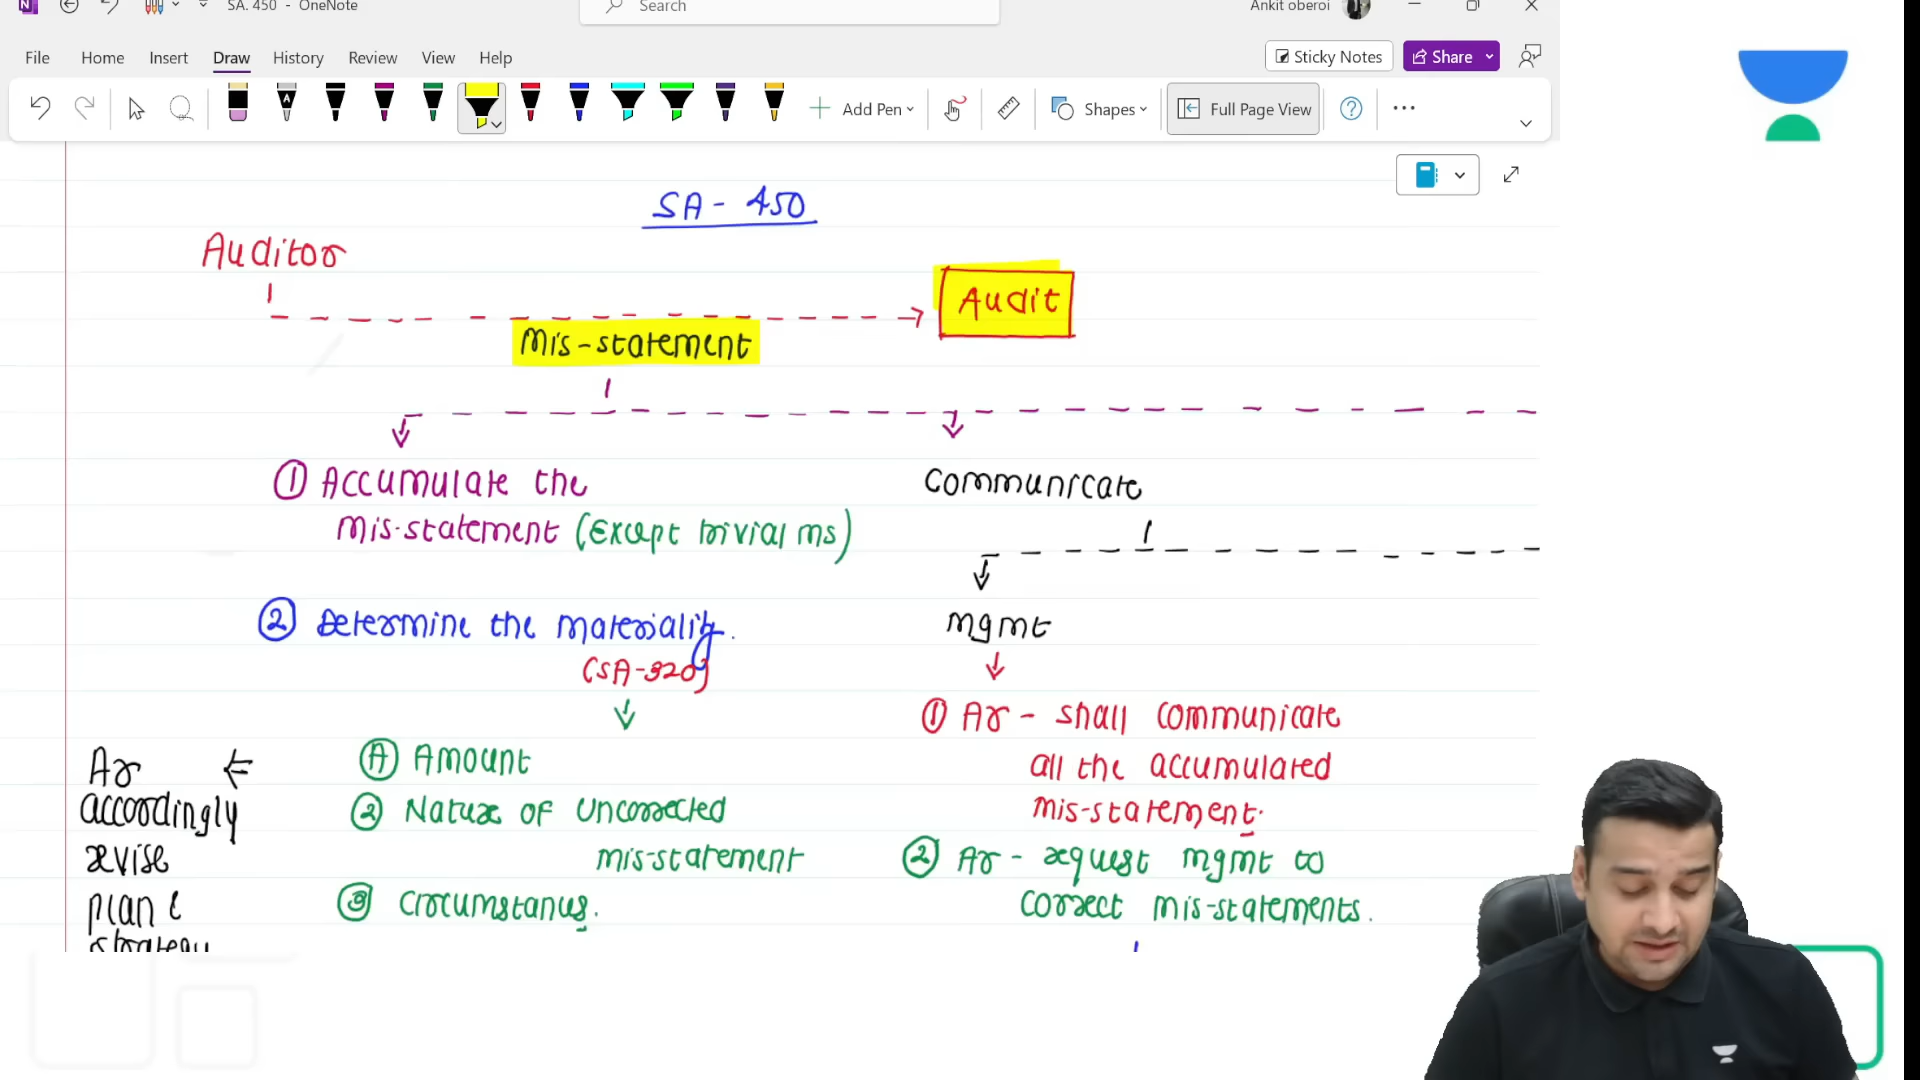 SA. 450 - OneNote
Search
Ankit oberoi
File Home Insert Draw History Review View Help
Sticky Notes
Share
Add Pen
Shapes
Full Page View
SA - 450
Auditor
Audit
Mis-statement
① Accumulate the
mis-statement (Except trivial ms)
Communicate
② Determine the materiality.
(SA-320)
mgmt
① Ar - shall communicate
all the accumulated
mis-statement.
② Ar - request mgmt to
correct mis-statements.
Ⓐ Amount
② Nature of uncorrected
mis-statement
③ Circumstances.
Ar
accordingly
revise
plan &
strategy